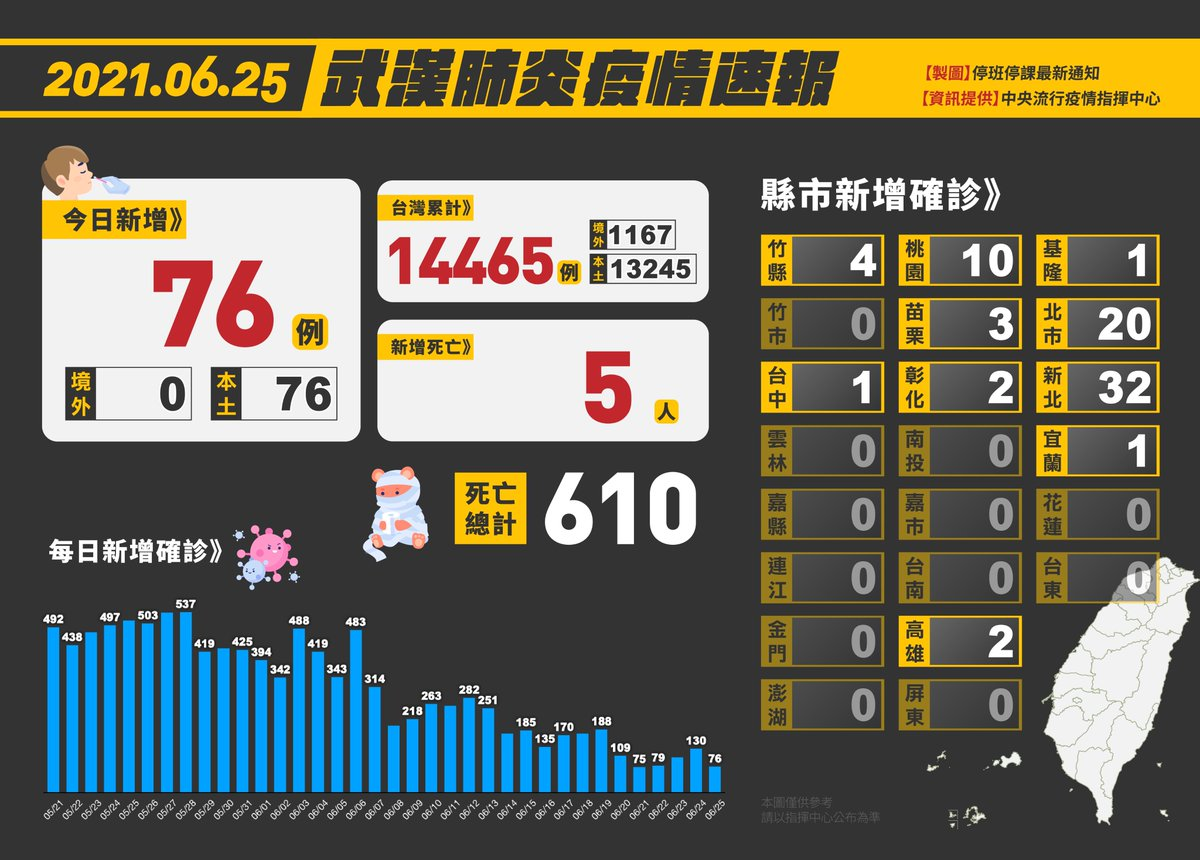 2021.06.25
武漢肺炎疫情速報
【製圖】停班停課最新通知
【資訊提供】中央流行疫情指揮中心
今日新增》
76 例
境外 0
本土 76
台灣累計》
14465 例
境外 1167
本土 13245
新增死亡》
5 人
死亡總計 610
縣市新增確診》
竹縣 4 桃園 10 基隆 1
竹市 0 苗栗 3 北市 20
台中 1 彰化 2 新北 32
雲林 0 南投 0 宜蘭 1
嘉縣 0 嘉市 0 花蓮 0
連江 0 台南 0 台東 0
金門 0 高雄 2
澎湖 0 屏東 0
每日新增確診》
492 438 497 503 537 419 425 394 342 488 419 343 483 314 218 263 282 251 185 135 170 188 109 75 79 130 76
05/21 05/22 05/23 05/24 05/25 05/26 05/27 05/28 05/29 05/30 05/31 06/01 06/02 06/03 06/04 06/05 06/06 06/07 06/08 06/09 06/10 06/11 06/12 06/13 06/14 06/15 06/16 06/17 06/18 06/19 06/20 06/21 06/22 06/23 06/24 06/25
本圖僅供參考
請以指揮中心公布為準